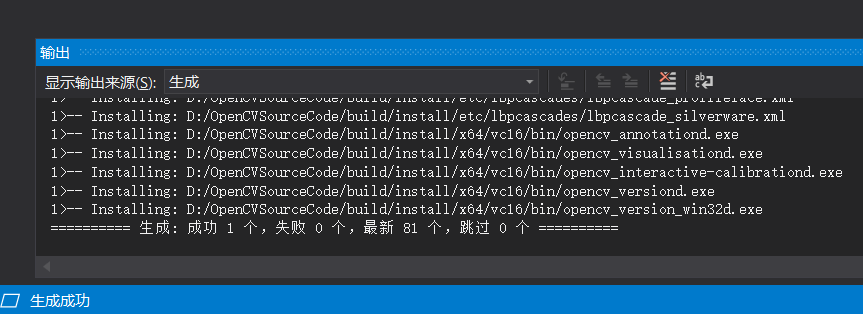 输出
显示输出来源(S): 生成
1>-- Installing: D:/OpenCVSourceCode/build/install/etc/lbpcascades/lbpcascade_profileface.xml
1>-- Installing: D:/OpenCVSourceCode/build/install/etc/lbpcascades/lbpcascade_silverware.xml
1>-- Installing: D:/OpenCVSourceCode/build/install/x64/vc16/bin/opencv_annotationd.exe
1>-- Installing: D:/OpenCVSourceCode/build/install/x64/vc16/bin/opencv_visualisationd.exe
1>-- Installing: D:/OpenCVSourceCode/build/install/x64/vc16/bin/opencv_interactive-calibrationd.exe
1>-- Installing: D:/OpenCVSourceCode/build/install/x64/vc16/bin/opencv_versiond.exe
1>-- Installing: D:/OpenCVSourceCode/build/install/x64/vc16/bin/opencv_version_win32d.exe
========== 生成: 成功 1 个，失败 0 个，最新 81 个，跳过 0 个 ==========
生成成功